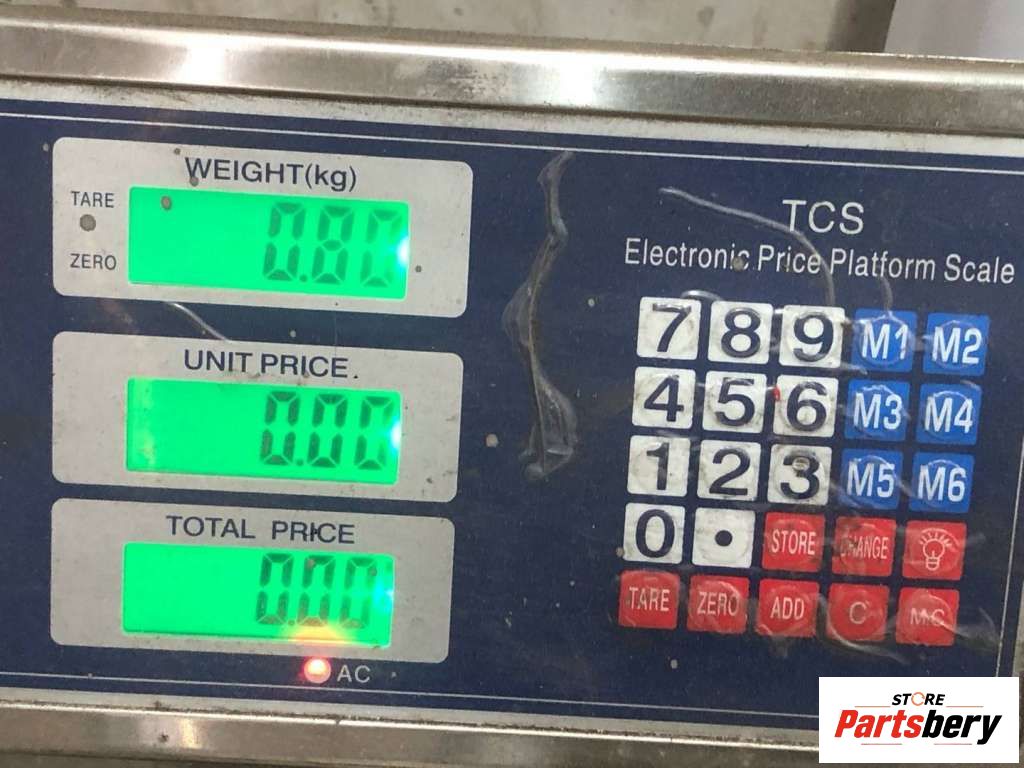 WEIGHT(kg)
TARE
ZERO
0.80
UNIT PRICE.
0.00
TOTAL PRICE
0.00
AC
TCS
Electronic Price Platform Scale
7 8 9 M1 M2
4 5 6 M3 M4
1 2 3 M5 M6
0 . STORE CHANGE
TARE ZERO ADD C MC
STORE
Partsbery